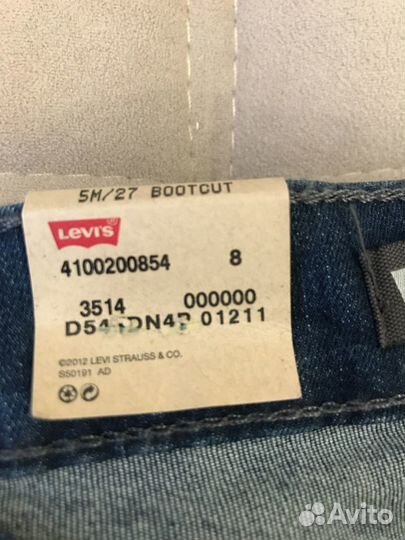 5M/27 BOOTCUT
Levi's
4100200854 8
3514 000000
01211
©2012 LEVI STRAUSS & CO.
S50191 AD
Avito